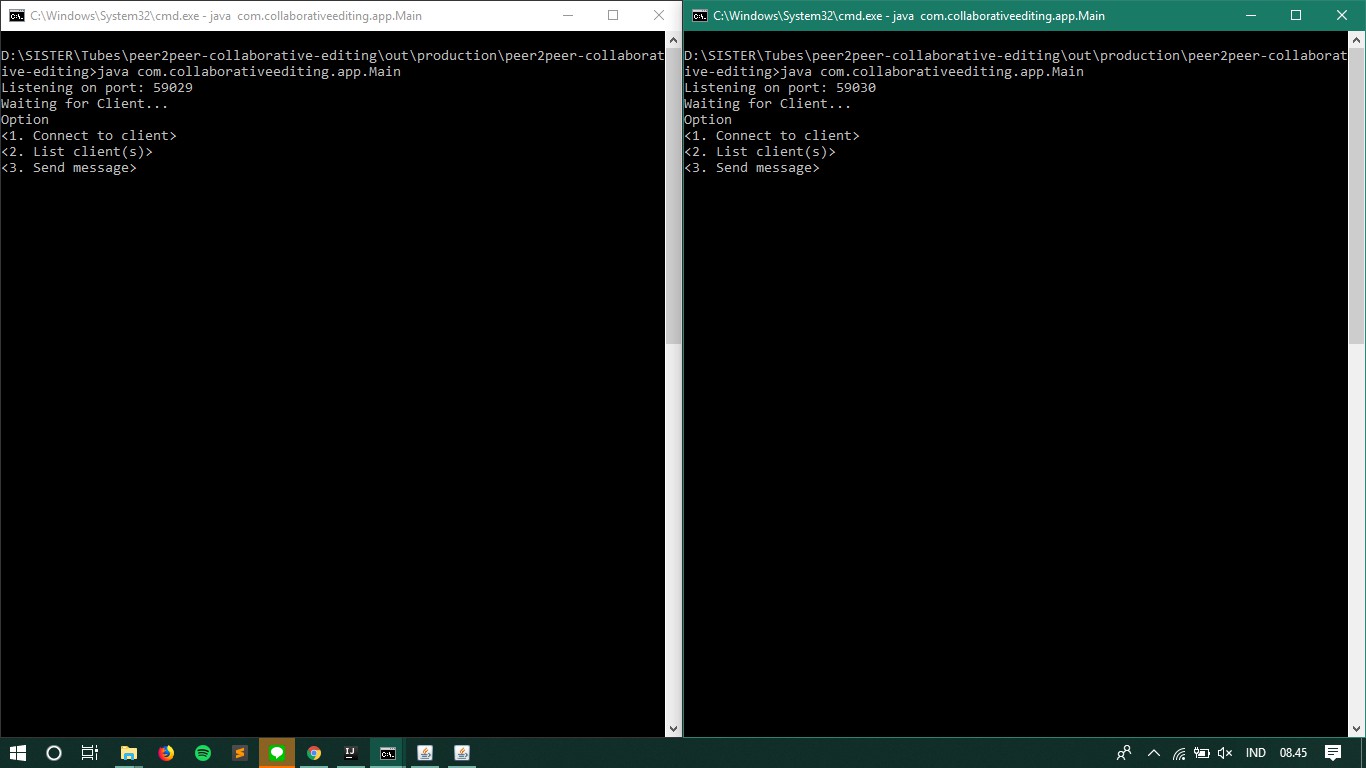 C:\Windows\System32\cmd.exe - java  com.collaborativeediting.app.Main
D:\SISTER\Tubes\peer2peer-collaborative-editing\out\production\peer2peer-collaborat
ive-editing>java com.collaborativeediting.app.Main
Listening on port: 59029
Waiting for Client...
Option
<1. Connect to client>
<2. List client(s)>
<3. Send message>
C:\Windows\System32\cmd.exe - java  com.collaborativeediting.app.Main
D:\SISTER\Tubes\peer2peer-collaborative-editing\out\production\peer2peer-collaborat
ive-editing>java com.collaborativeediting.app.Main
Listening on port: 59030
Waiting for Client...
Option
<1. Connect to client>
<2. List client(s)>
<3. Send message>
IND
08.45